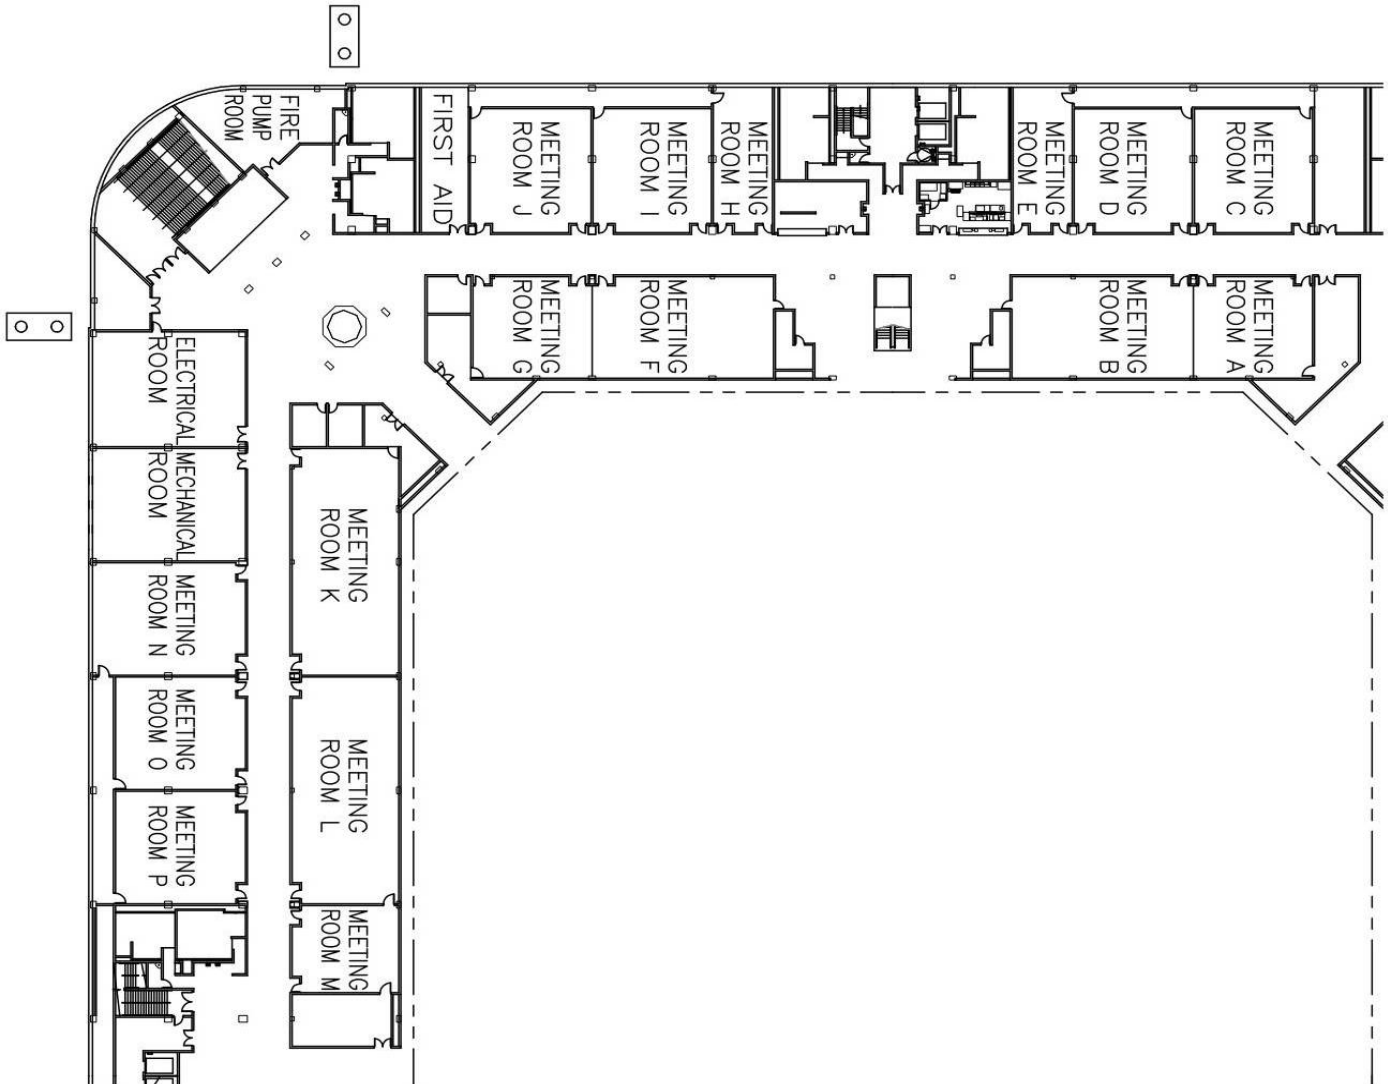 FIRE
PUMP
ROOM
FIRST AID
MEETING
ROOM J
MEETING
ROOM I
MEETING
ROOM H
MEETING
ROOM E
MEETING
ROOM D
MEETING
ROOM C
MEETING
ROOM G
MEETING
ROOM F
MEETING
ROOM B
MEETING
ROOM A
ELECTRICAL
ROOM
MECHANICAL
ROOM
MEETING
ROOM K
MEETING
ROOM N
MEETING
ROOM O
MEETING
ROOM L
MEETING
ROOM P
MEETING
ROOM M